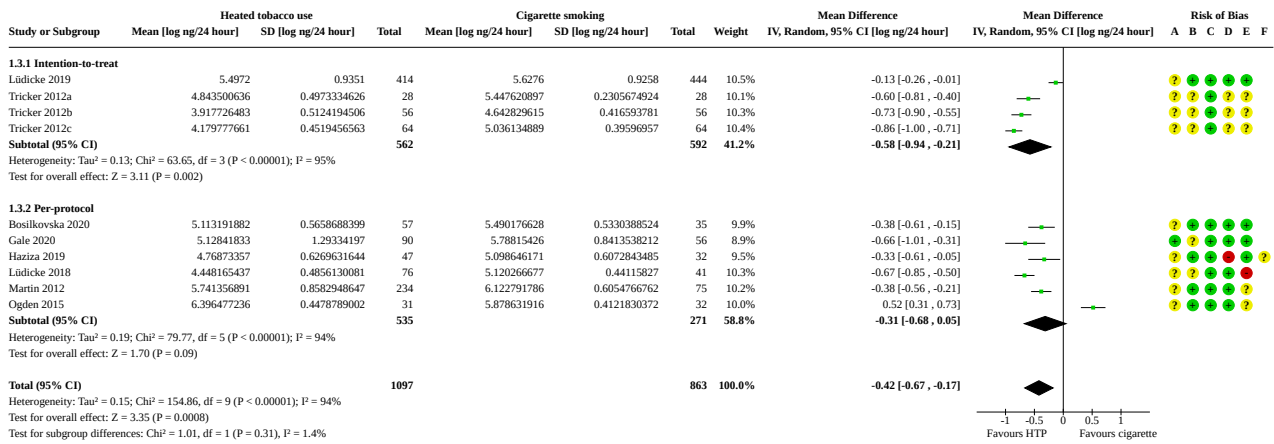 Heated tobacco use Cigarette smoking Mean Difference Mean Difference Risk of Bias
Study or Subgroup Mean [log ng/24 hour] SD [log ng/24 hour] Total Mean [log ng/24 hour] SD [log ng/24 hour] Total Weight IV, Random, 95% CI [log ng/24 hour] IV, Random, 95% CI [log ng/24 hour] A B C D E F
1.3.1 Intention-to-treat
Lüdicke 2019 5.4972 0.9351 414 5.6276 0.9258 444 10.5% -0.13 [-0.26 , -0.01] ? + + + +
Tricker 2012a 4.843500636 0.4973334626 28 5.447620897 0.2305674924 28 10.1% -0.60 [-0.81 , -0.40] ? ? + ? ?
Tricker 2012b 3.917726483 0.5124194506 56 4.642829615 0.416593781 56 10.3% -0.73 [-0.90 , -0.55] ? ? + ? ?
Tricker 2012c 4.179777661 0.4519456563 64 5.036134889 0.39596957 64 10.4% -0.86 [-1.00 , -0.71] ? ? + ? ?
Subtotal (95% CI) 562 592 41.2% -0.58 [-0.94 , -0.21]
Heterogeneity: Tau² = 0.13; Chi² = 63.65, df = 3 (P < 0.00001); I² = 95%
Test for overall effect: Z = 3.11 (P = 0.002)
1.3.2 Per-protocol
Bosilkovska 2020 5.113191882 0.5658688399 57 5.490176628 0.5330388524 35 9.9% -0.38 [-0.61 , -0.15] ? + + + +
Gale 2020 5.12841833 1.29334197 90 5.78815426 0.8413538212 56 8.9% -0.66 [-1.01 , -0.31] + ? + + +
Haziza 2019 4.76873357 0.6269631644 47 5.098646171 0.6072843485 32 9.5% -0.33 [-0.61 , -0.05] ? + + - + ?
Lüdicke 2018 4.448165437 0.4856130081 76 5.120266677 0.44115827 41 10.3% -0.67 [-0.85 , -0.50] ? ? + + -
Martin 2012 5.741356891 0.8582948647 234 6.122791786 0.6054766762 75 10.0% -0.38 [-0.56 , -0.21] ? + + + ?
Ogden 2015 6.396477236 0.4478789002 31 5.878631916 0.4121830372 32 10.0% 0.52 [0.31 , 0.73] ? + + + ?
Subtotal (95% CI) 535 271 58.8% -0.31 [-0.68 , 0.05]
Heterogeneity: Tau² = 0.19; Chi² = 79.77, df = 5 (P < 0.00001); I² = 94%
Test for overall effect: Z = 1.70 (P = 0.09)
Total (95% CI) 1097 863 100.0% -0.42 [-0.67 , -0.17]
Heterogeneity: Tau² = 0.15; Chi² = 154.86, df = 9 (P < 0.00001); I² = 94%
Test for overall effect: Z = 3.35 (P = 0.0008) -1 -0.5 0 0.5 1
Test for subgroup differences: Chi² = 1.01, df = 1 (P = 0.31), I² = 1.4% Favours HTP Favours cigarette